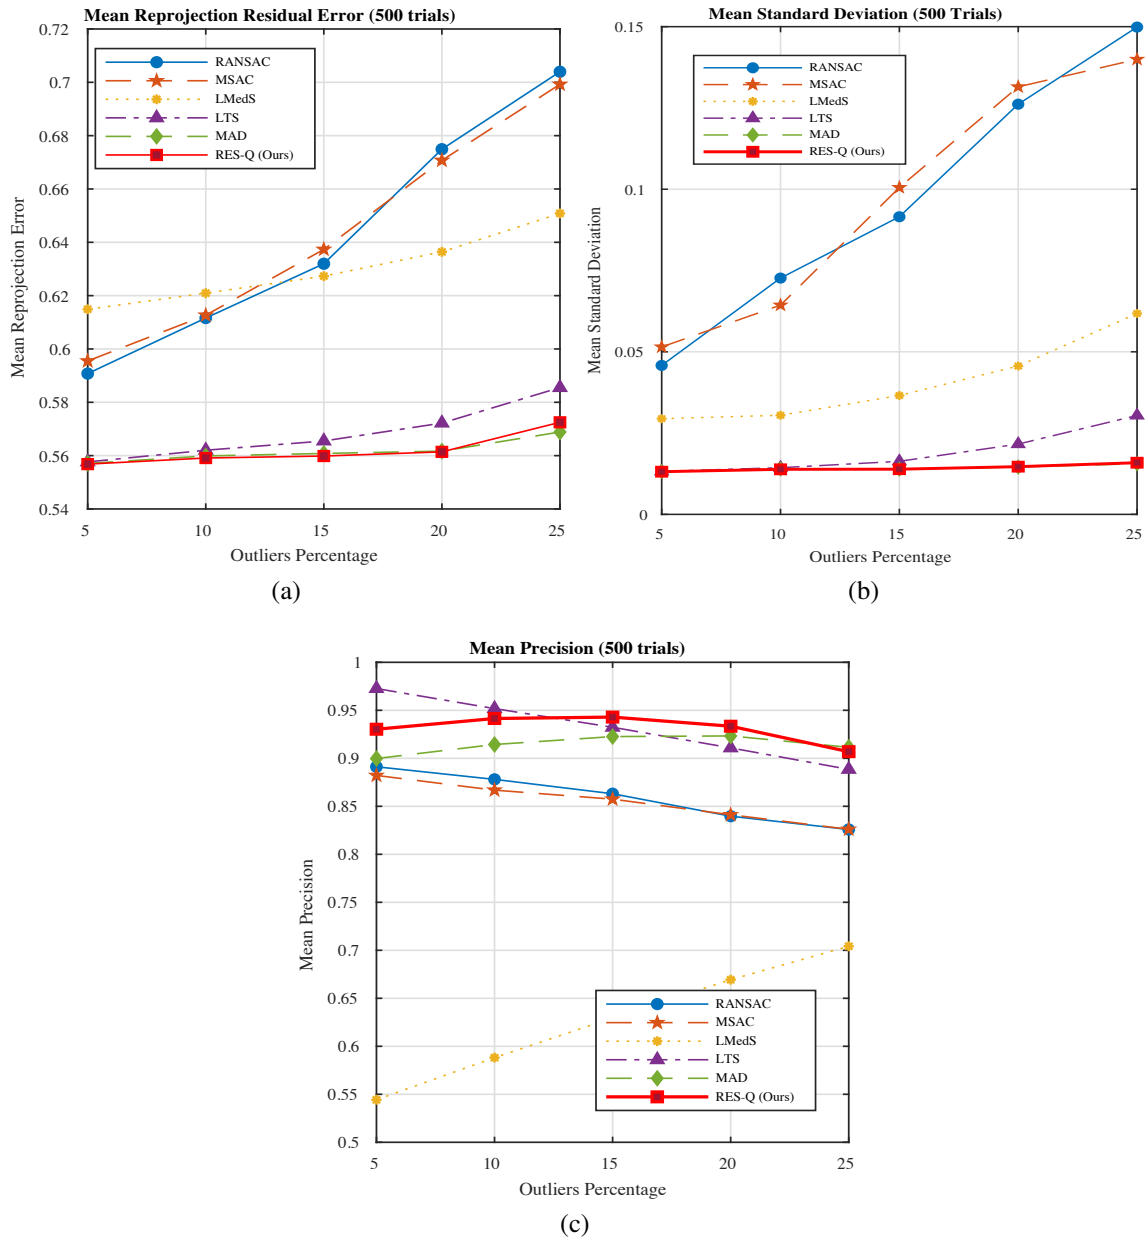 Mean Reprojection Residual Error (500 trials)
0.72
0.7
0.68
0.66
0.64
0.62
0.6
0.58
0.56
0.54
Mean Reprojection Error
RANSAC
MSAC
LMedS
LTS
MAD
RES-Q (Ours)
5
10
15
20
25
Outliers Percentage
(a)
Mean Standard Deviation (500 Trials)
0.15
0.1
0.05
0
Mean Standard Deviation
RANSAC
MSAC
LMedS
LTS
MAD
RES-Q (Ours)
5
10
15
20
25
Outliers Percentage
(b)
Mean Precision (500 trials)
1
0.95
0.9
0.85
0.8
0.75
0.7
0.65
0.6
0.55
0.5
Mean Precision
RANSAC
MSAC
LMedS
LTS
MAD
RES-Q (Ours)
5
10
15
20
25
Outliers Percentage
(c)